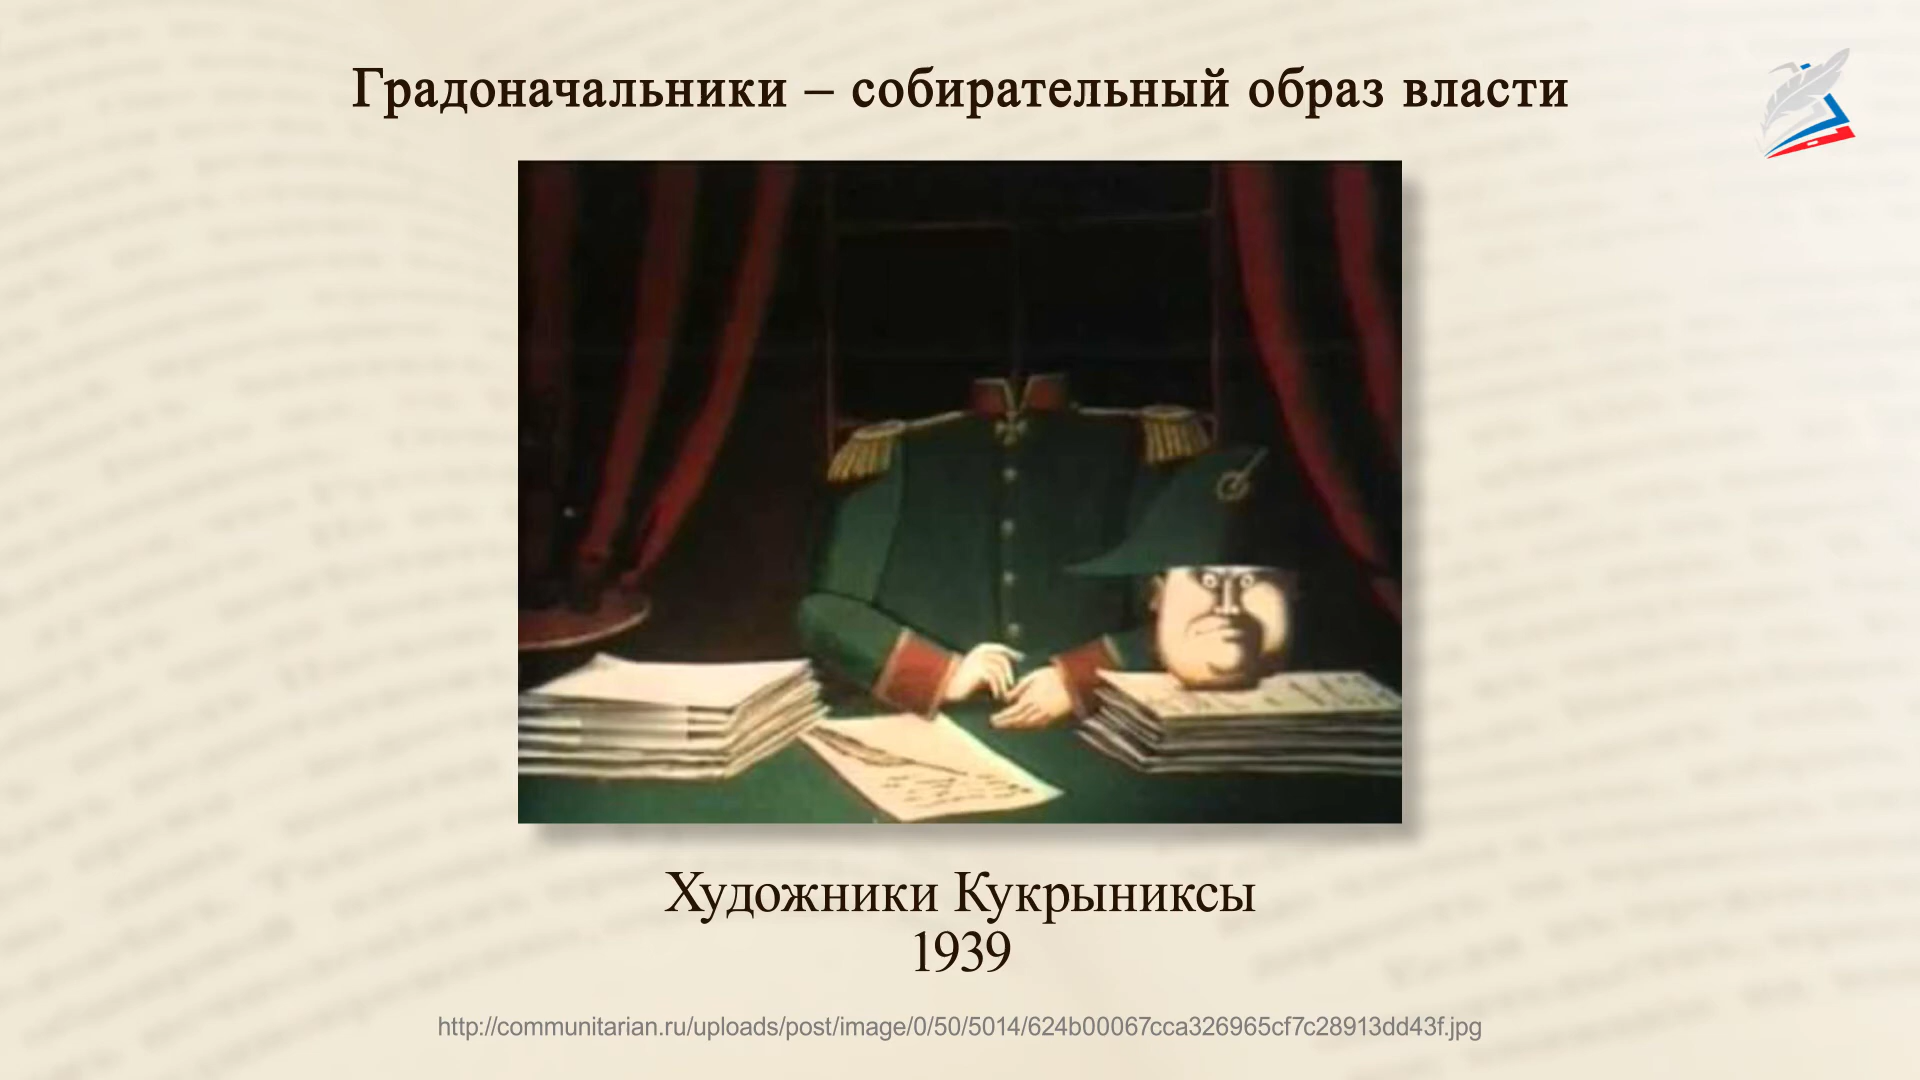 Градоначальники – собирательный образ власти
Художники Кукрыниксы
1939
http://communitarian.ru/uploads/post/image/0/50/5014/624b00067cca326965cf7c28913dd43f.jpg